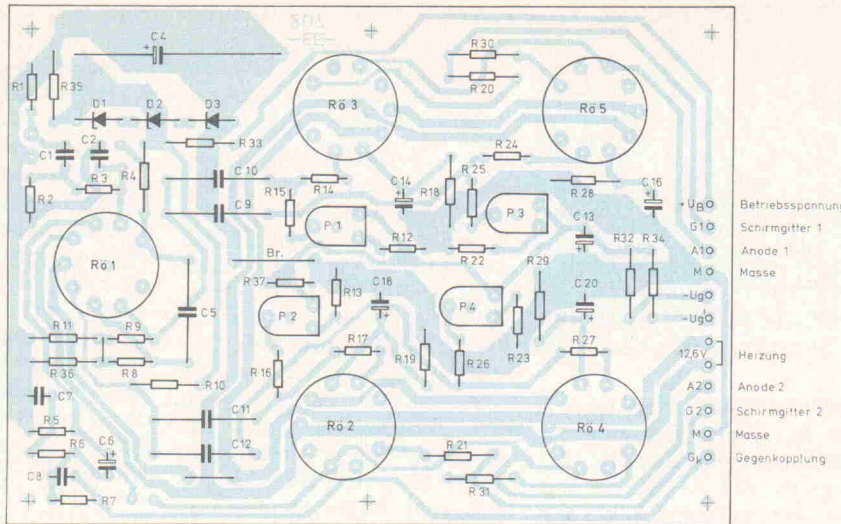 C4
R1
R35
D1
D2
D3
R33
C1
C2
R3
R4
R2
C10
C9
R15
R14
Rö 3
R30
R20
Rö 5
R24
R25
R18
C14
P1
P3
R28
C16
C13
R12
R22
R32
R34
R29
+UB Betriebsspannung
G1 Schirmgitter 1
A1 Anode 1
M Masse
-Ug
-Ug'
12,6V Heizung
A2 Anode 2
G2 Schirmgitter 2
M Masse
GK Gegenkopplung
Rö 1
Br.
R37
R13
C18
C20
P2
P4
C5
R11
R9
R36
R8
R10
R16
R17
R19
R26
R23
R27
C7
R5
R6
C6
C8
R7
C11
C12
Rö 2
Rö 4
R21
R31